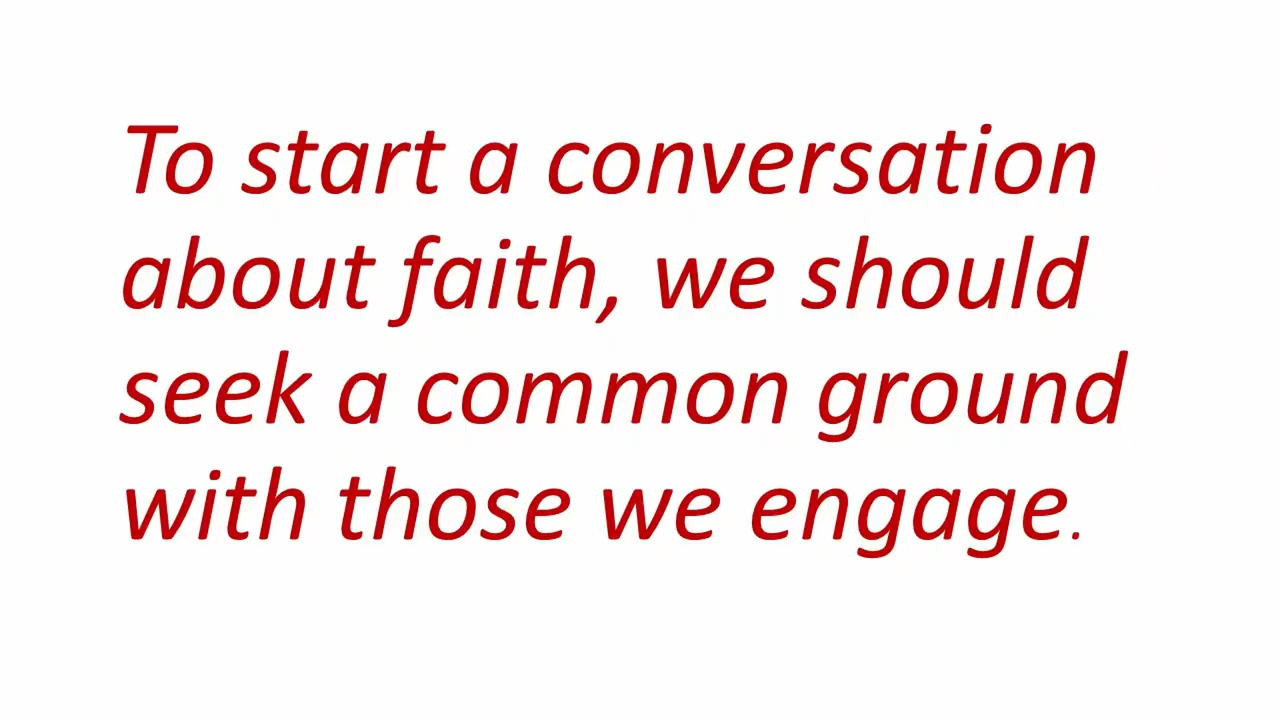 To start a conversation
about faith, we should
seek a common ground
with those we engage.